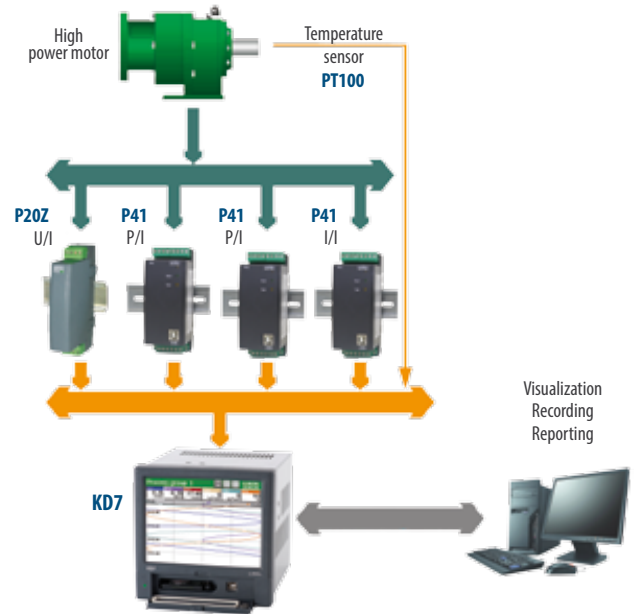 High
power motor
Temperature
sensor
PT100
P20Z
U/I
P41
P/I
P41
P/I
P41
I/I
Visualization
Recording
Reporting
KD7